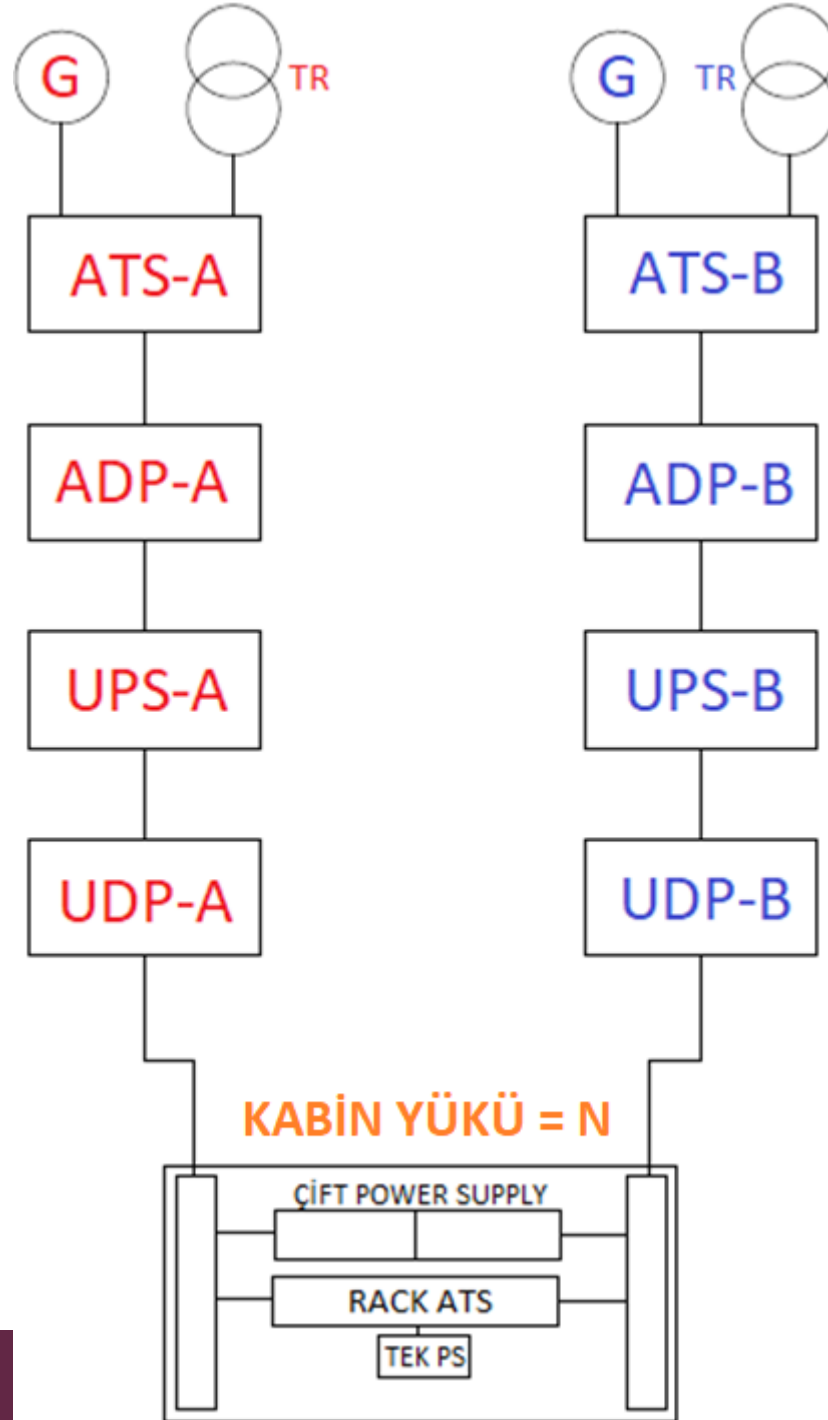 G
TR
G
TR
ATS-A
ATS-B
ADP-A
ADP-B
UPS-A
UPS-B
UDP-A
UDP-B
KABİN YÜKÜ = N
ÇİFT POWER SUPPLY
RACK ATS
TEK PS